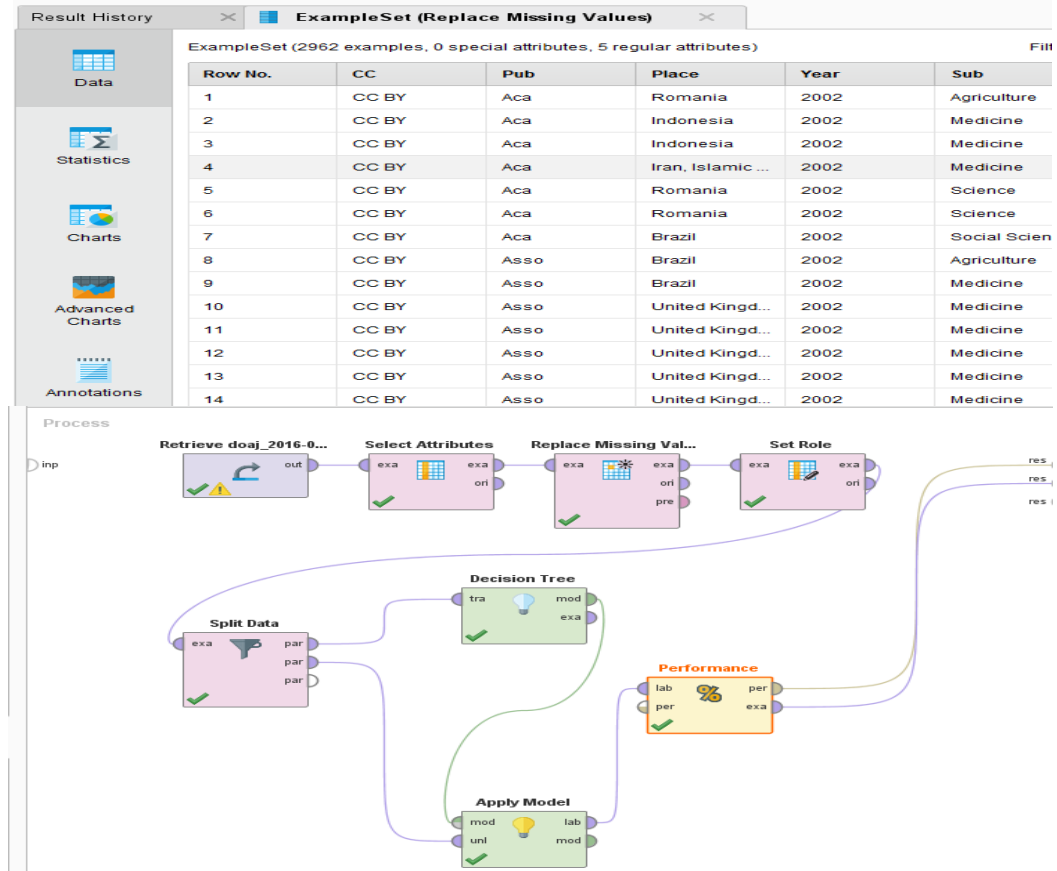 Result History
ExampleSet (Replace Missing Values)
ExampleSet (2962 examples, 0 special attributes, 5 regular attributes)
Filt
Data
Statistics
Charts
Advanced
Charts
Annotations
Row No. CC Pub Place Year Sub
1 CC BY Aca Romania 2002 Agriculture
2 CC BY Aca Indonesia 2002 Medicine
3 CC BY Aca Indonesia 2002 Medicine
4 CC BY Aca Iran, Islamic ... 2002 Medicine
5 CC BY Aca Romania 2002 Science
6 CC BY Aca Romania 2002 Science
7 CC BY Aca Brazil 2002 Social Scien
8 CC BY Asso Brazil 2002 Agriculture
9 CC BY Asso Brazil 2002 Medicine
10 CC BY Asso United Kingd... 2002 Medicine
11 CC BY Asso United Kingd... 2002 Medicine
12 CC BY Asso United Kingd... 2002 Medicine
13 CC BY Asso United Kingd... 2002 Medicine
14 CC BY Asso United Kingd... 2002 Medicine
Process
inp
Retrieve doaj_2016-0...
out
Select Attributes
exa exa
ori
Replace Missing Val...
exa exa
ori
pre
Set Role
exa exa
ori
res
res
res
Split Data
exa par
par
par
Decision Tree
tra mod
exa
Performance
lab % per
per exa
Apply Model
mod lab
unl mod